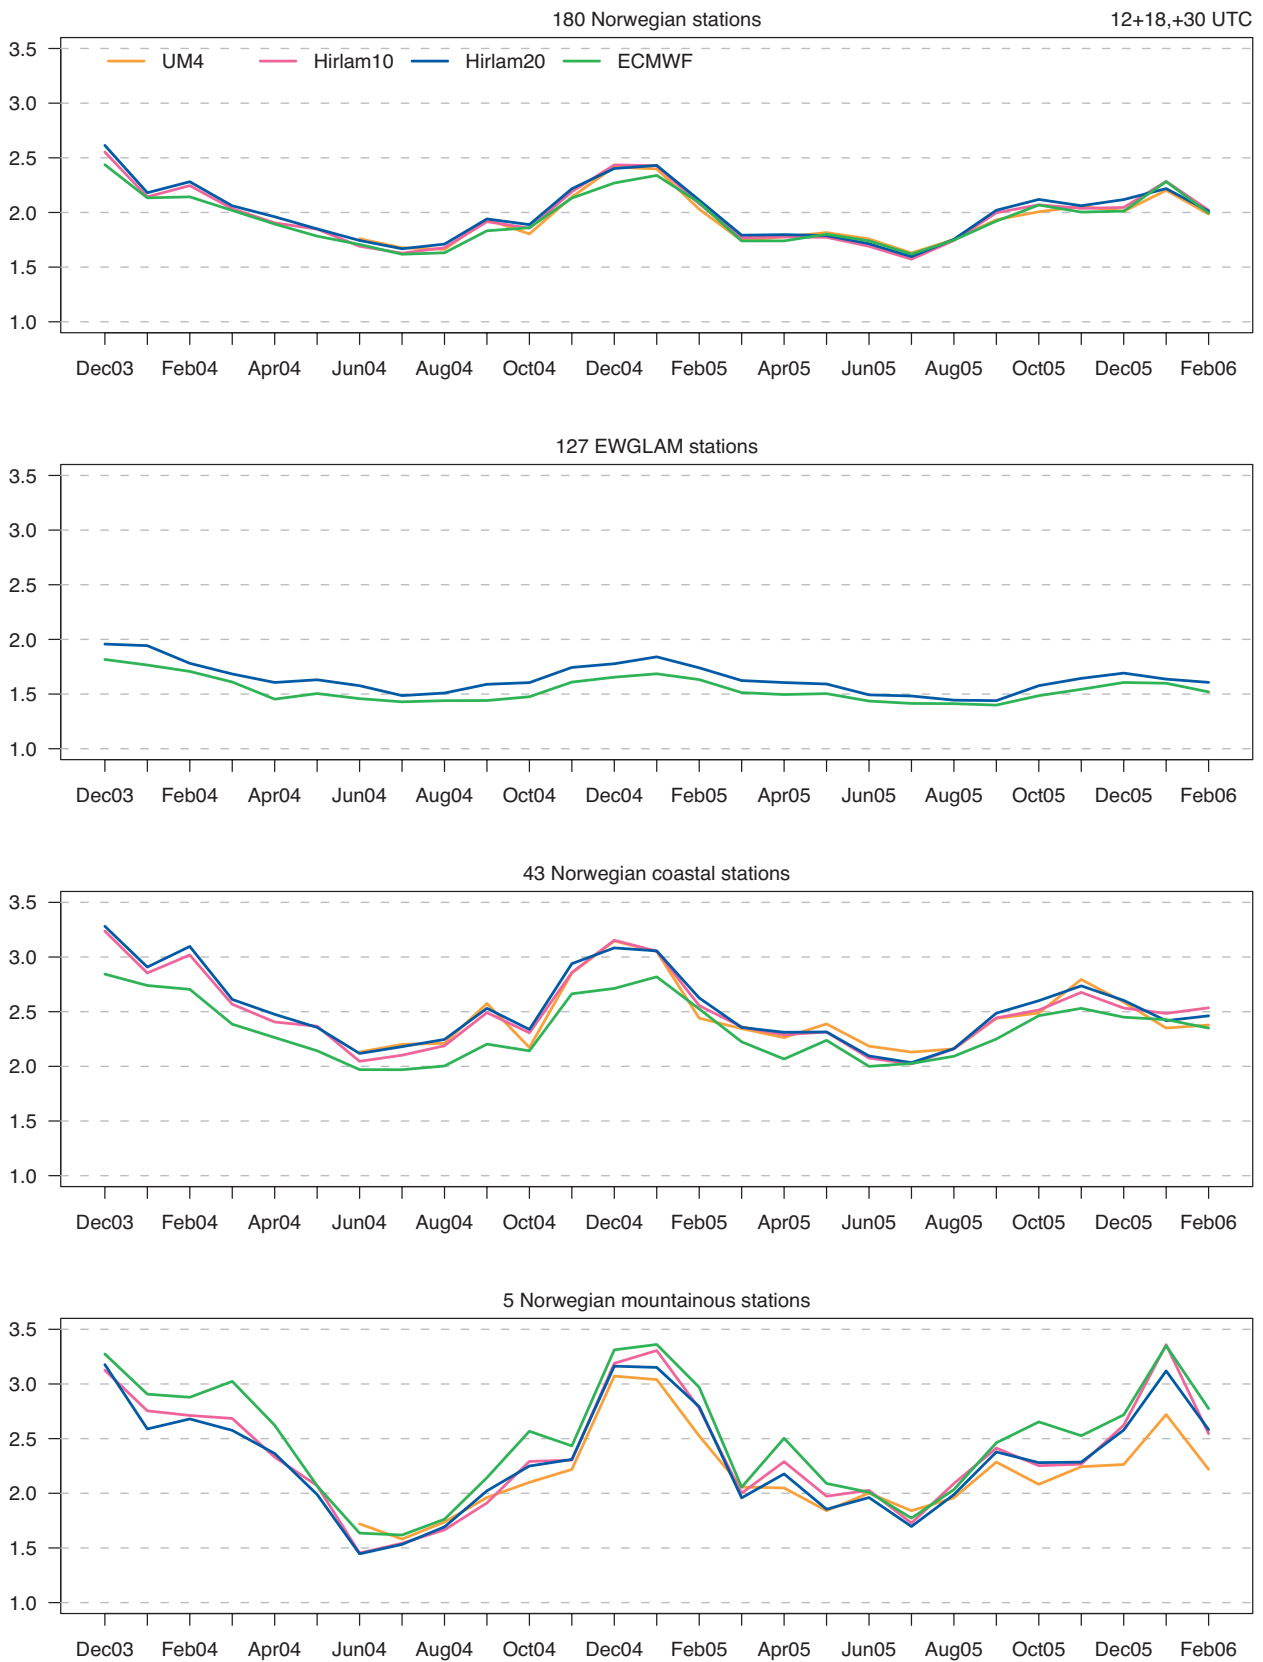 180 Norwegian stations 12+18,+30 UTC
UM4 Hirlam10 Hirlam20 ECMWF
3.5
3.0
2.5
2.0
1.5
1.0
Dec03 Feb04 Apr04 Jun04 Aug04 Oct04 Dec04 Feb05 Apr05 Jun05 Aug05 Oct05 Dec05 Feb06
127 EWGLAM stations
3.5
3.0
2.5
2.0
1.5
1.0
Dec03 Feb04 Apr04 Jun04 Aug04 Oct04 Dec04 Feb05 Apr05 Jun05 Aug05 Oct05 Dec05 Feb06
43 Norwegian coastal stations
3.5
3.0
2.5
2.0
1.5
1.0
Dec03 Feb04 Apr04 Jun04 Aug04 Oct04 Dec04 Feb05 Apr05 Jun05 Aug05 Oct05 Dec05 Feb06
5 Norwegian mountainous stations
3.5
3.0
2.5
2.0
1.5
1.0
Dec03 Feb04 Apr04 Jun04 Aug04 Oct04 Dec04 Feb05 Apr05 Jun05 Aug05 Oct05 Dec05 Feb06